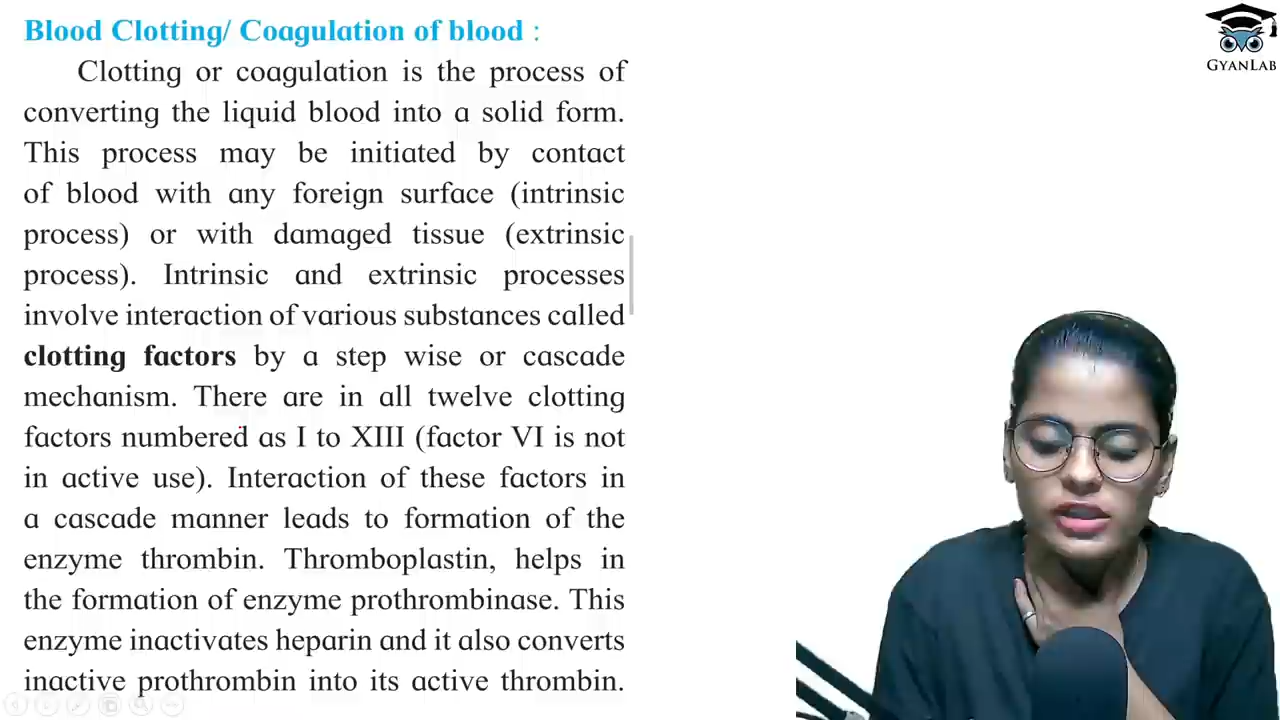 Blood Clotting/ Coagulation of blood :
Clotting or coagulation is the process of
converting the liquid blood into a solid form.
This process may be initiated by contact
of blood with any foreign surface (intrinsic
process) or with damaged tissue (extrinsic
process). Intrinsic and extrinsic processes
involve interaction of various substances called
clotting factors by a step wise or cascade
mechanism. There are in all twelve clotting
factors numbered as I to XIII (factor VI is not
in active use). Interaction of these factors in
a cascade manner leads to formation of the
enzyme thrombin. Thromboplastin, helps in
the formation of enzyme prothrombinase. This
enzyme inactivates heparin and it also converts
inactive prothrombin into its active thrombin.
GYANLAB